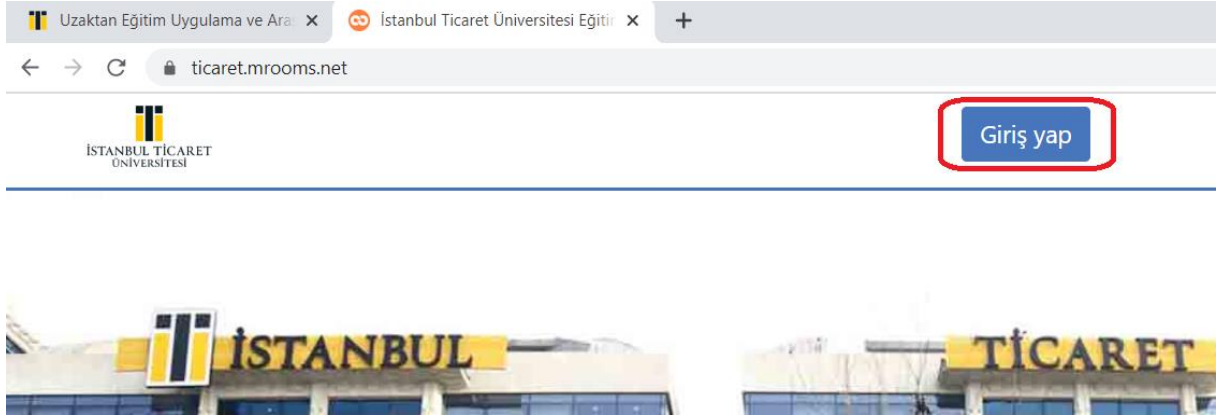 Uzaktan Eğitim Uygulama ve Ara
İstanbul Ticaret Üniversitesi Eğitim
ticaret.mrooms.net
İSTANBUL TİCARET
ÜNİVERSİTESİ
Giriş yap
İSTANBUL
TİCARET